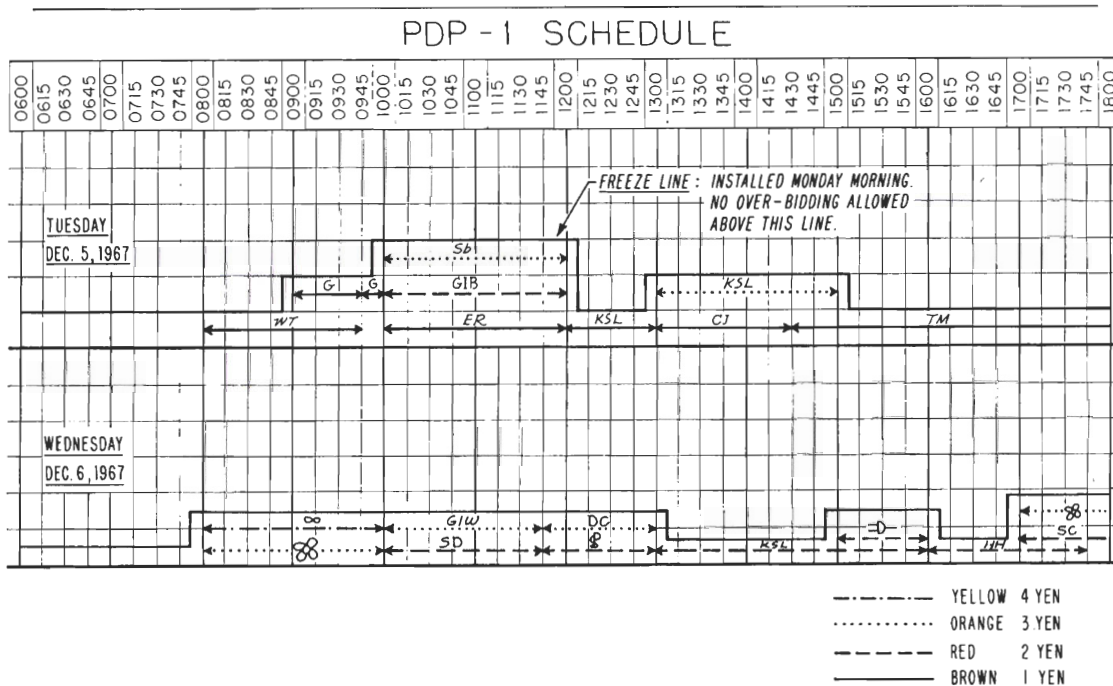 PDP-1 SCHEDULE
0600 0615 0630 0645 0700 0715 0730 0745 0800 0815 0830 0845 0900 0915 0930 0945 1000 1015 1030 1045 1100 1115 1130 1145 1200 1215 1230 1245 1300 1315 1345 1400 1415 1430 1445 1500 1515 1530 1545 1600 1615 1630 1645 1700 1715 1730 1745 1800
FREEZE LINE: INSTALLED MONDAY MORNING.
NO OVER-BIDDING ALLOWED
ABOVE THIS LINE.
TUESDAY
DEC. 5, 1967
Sb
G G GIB KSL
WT ER KSL CJ TM
WEDNESDAY
DEC. 6, 1967
∞ GIW DC
SD =D SC
KSL HH
YELLOW 4 YEN
ORANGE 3 YEN
RED 2 YEN
BROWN 1 YEN